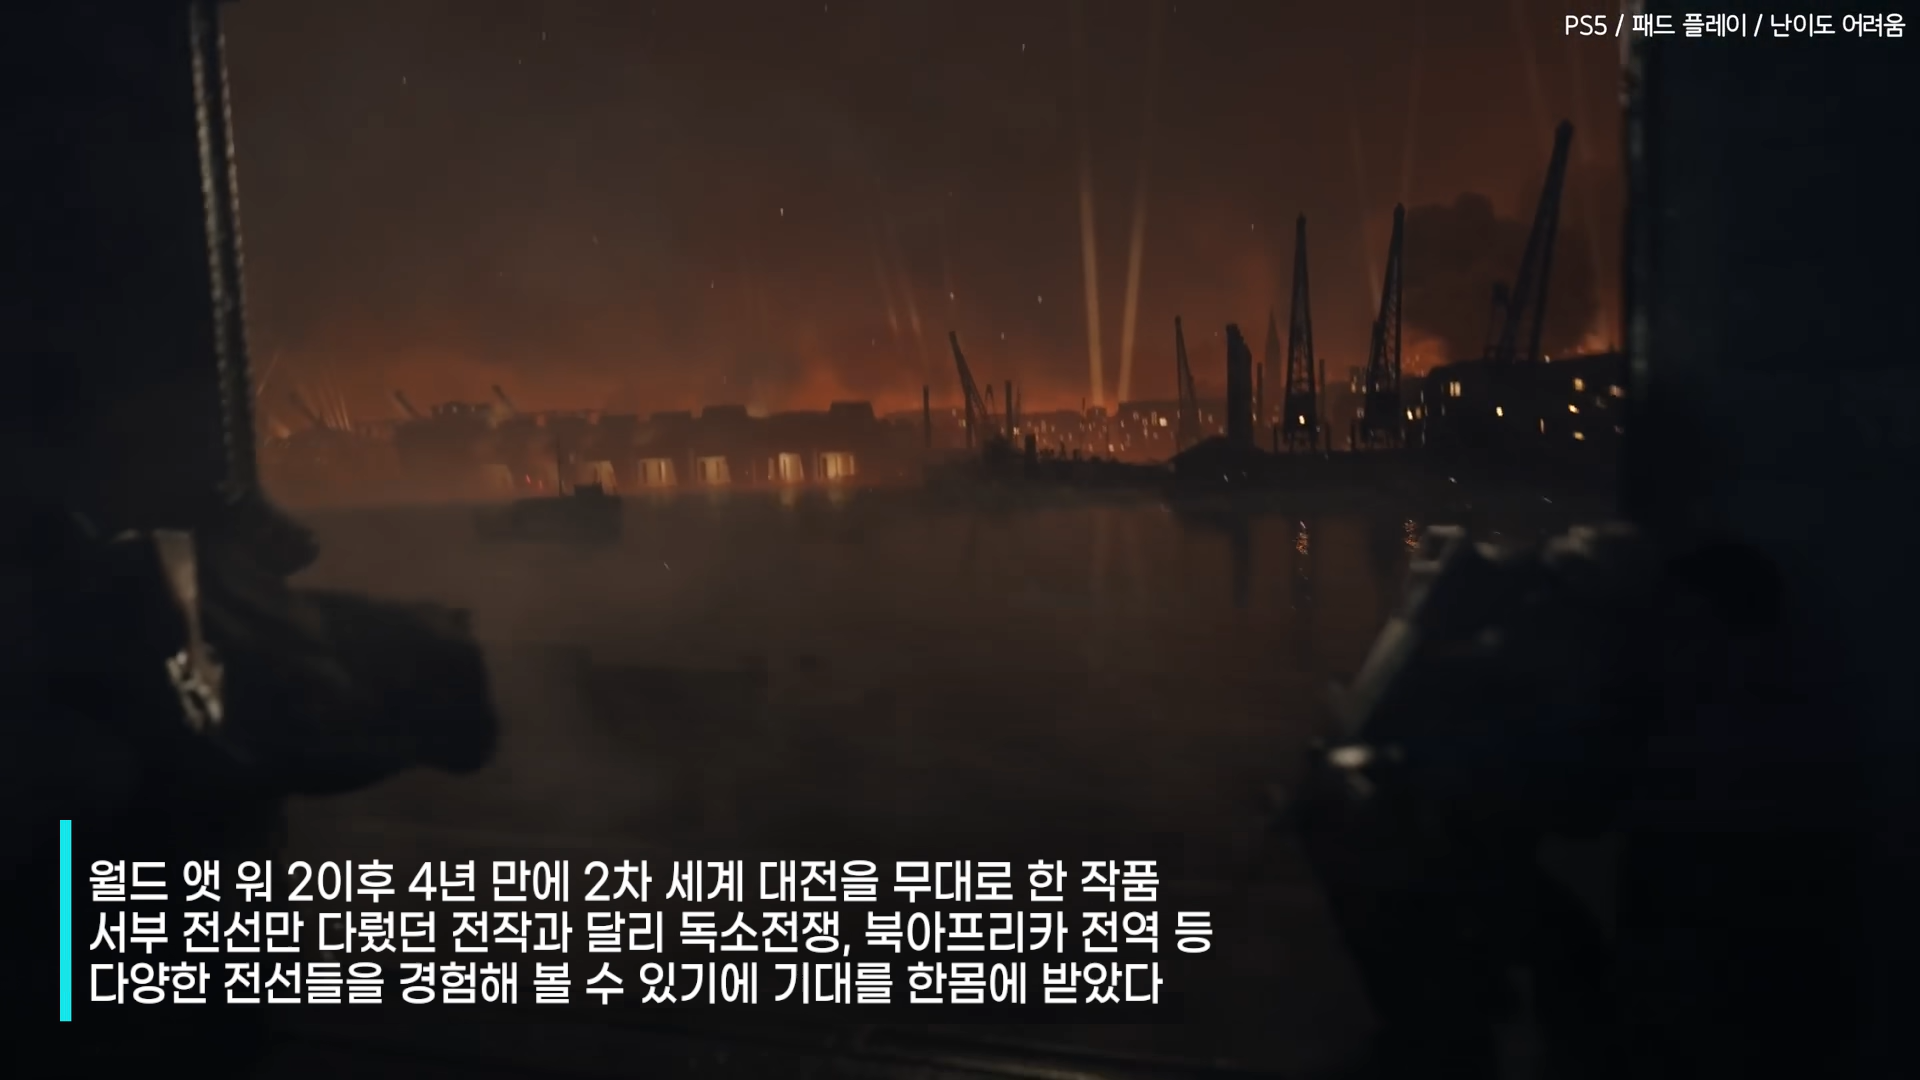 PS5 / 패드 플레이 / 난이도 어려움
월드 앳 워 2이후 4년 만에 2차 세계 대전을 무대로 한 작품
서부 전선만 다뤘던 전작과 달리 독소전쟁, 북아프리카 전역 등
다양한 전선들을 경험해 볼 수 있기에 기대를 한몸에 받았다